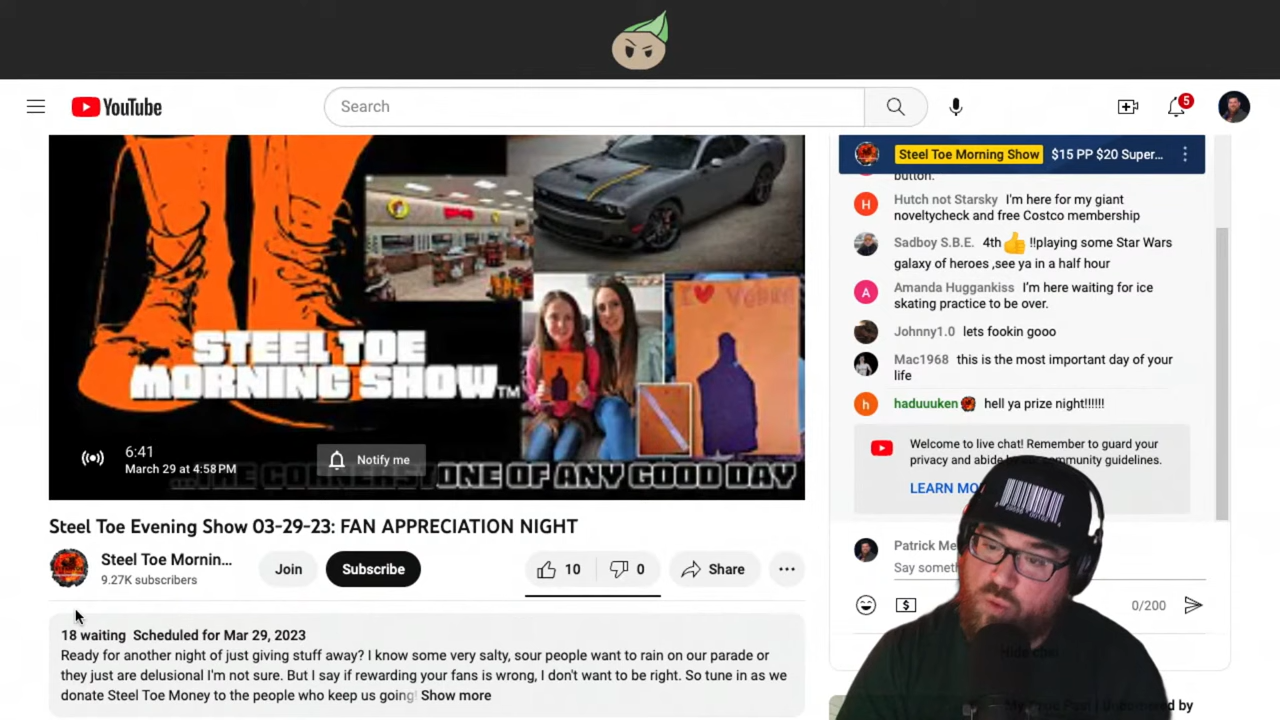 YouTube
Search
5
Steel Toe Morning Show $15 PP $20 Super...
button.
Hutch not Starsky I'm here for my giant
noveltycheck and free Costco membership
Sadboy S.B.E. 4th 👍 !!playing some Star Wars
galaxy of heroes ,see ya in a half hour
Amanda Huggankiss I'm here waiting for ice
skating practice to be over.
Johnny1.0 lets fookin gooo
Mac1968 this is the most important day of your
life
haduuuken hell ya prize night!!!!!!
Welcome to live chat! Remember to guard your
privacy and abide by our community guidelines.
LEARN MO
Patrick Me
Say someth
0/200
Hide chat
STEEL TOE
MORNING SHOW™
I ❤
6:41
March 29 at 4:58 PM
Notify me
ONE OF ANY GOOD DAY
Steel Toe Evening Show 03-29-23: FAN APPRECIATION NIGHT
Steel Toe Mornin...
9.27K subscribers
Join
Subscribe
10
0
Share
18 waiting Scheduled for Mar 29, 2023
Ready for another night of just giving stuff away? I know some very salty, sour people want to rain on our parade or
they just are delusional I'm not sure. But I say if rewarding your fans is wrong, I don't want to be right. So tune in as we
donate Steel Toe Money to the people who keep us going! Show more